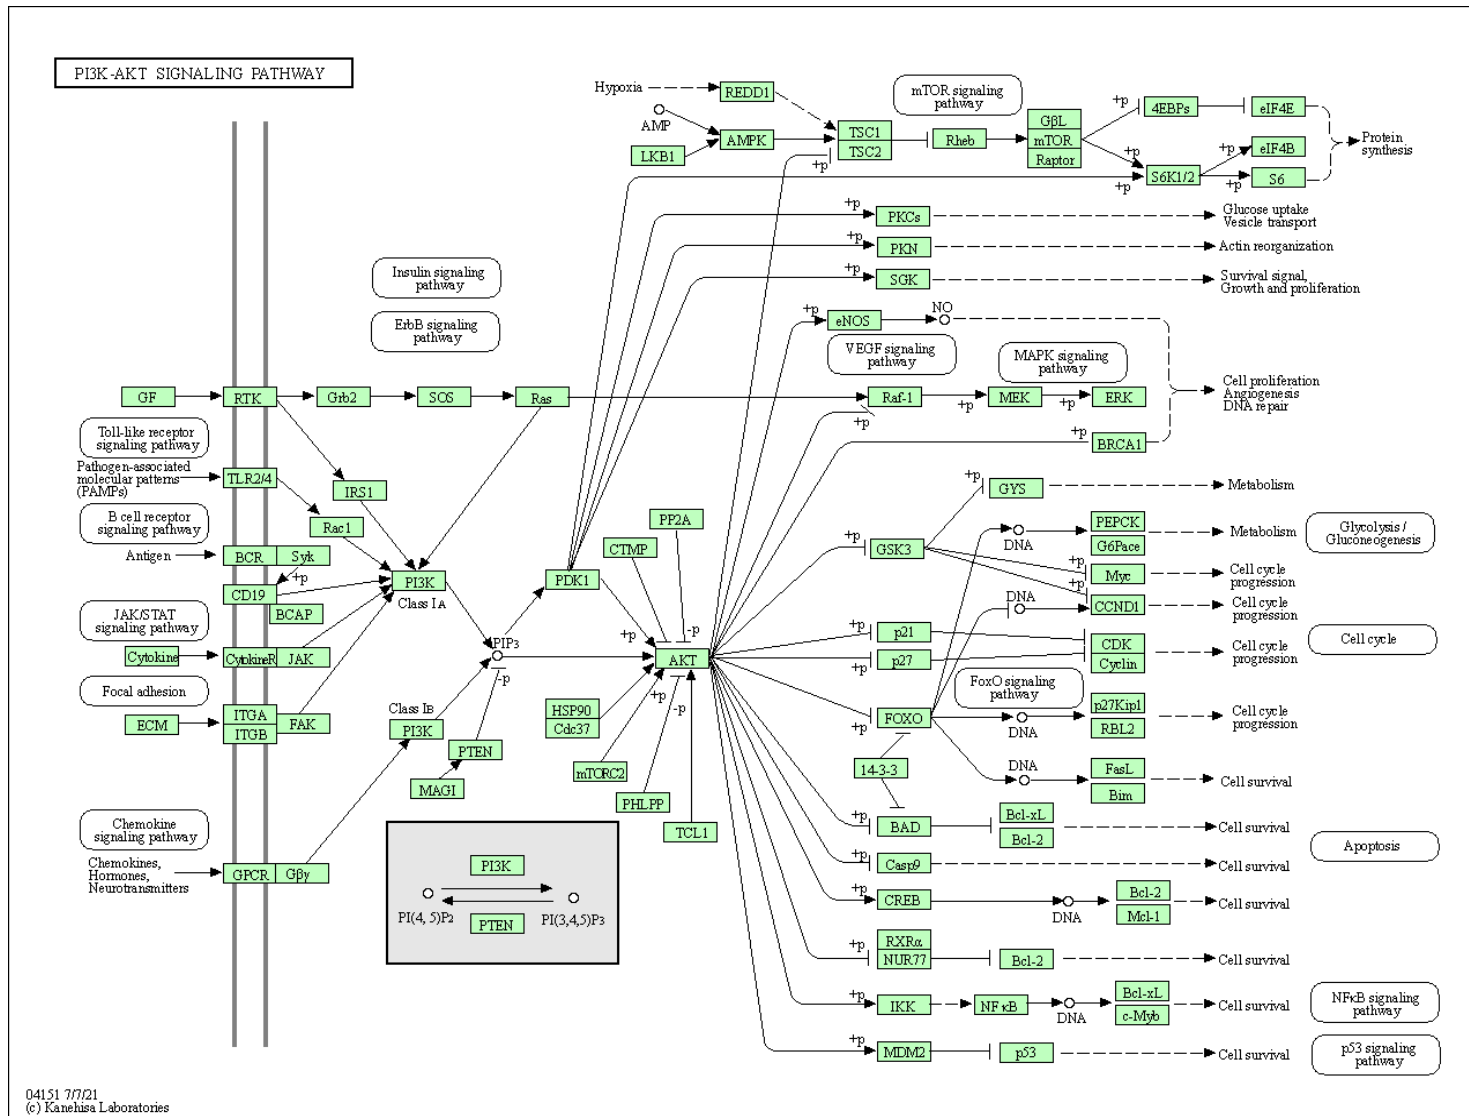 PI3K-AKT SIGNALING PATHWAY
Hypoxia
REDD1
AMP
LKB1
AMPK
TSC1
TSC2
+p
Rheb
mTOR signaling
pathway
GβL
mTOR
Raptor
+p
4EBPs
eIF4E
+p
S6K1/2
+p
+p
eIF4B
+p
S6
Protein
synthesis
+p
PKCs
Glucose uptake
Vesicle transport
+p
PKN
Actin reorganization
+p
SGK
Survival signal,
Growth and proliferation
Insulin signaling
pathway
ErbB signaling
pathway
+p
eNOS
NO
VEGF signaling
pathway
MAPK signaling
pathway
GF
RTK
Grb2
SOS
Ras
Raf-1
+p
+p
MEK
+p
ERK
Cell proliferation
Angiogenesis
DNA repair
+p
BRCA1
Toll-like receptor
signaling pathway
Pathogen-associated
molecular patterns
(PAMPs)
TLR2/4
IRS1
Rac1
B cell receptor
signaling pathway
Antigen
BCR
Syk
+p
CD19
BCAP
PI3K
Class IA
PDK1
CTMP
PP2A
+p
-p
JAK/STAT
signaling pathway
Cytokine
CytokineR
JAK
PIP3
-p
AKT
Focal adhesion
ECM
ITGA
ITGB
FAK
Class IB
PI3K
PTEN
MAGI
HSP90
Cdc37
+p
-p
mTORC2
PHLPP
TCL1
Chemokine
signaling pathway
Chemokines,
Hormones,
Neurotransmitters
GPCR
Gβγ
PI3K
PI(4, 5)P2
PI(3,4,5)P3
PTEN
+p
GYS
Metabolism
+p
GSK3
DNA
PEPCK
G6Pace
Metabolism
Glycolysis /
Gluconeogenesis
+p
Myc
Cell cycle
progression
+p
DNA
CCND1
Cell cycle
progression
+p
p21
+p
p27
CDK
Cyclin
Cell cycle
progression
Cell cycle
FoxO signaling
pathway
+p
FOXO
DNA
p27Kip1
RBL2
Cell cycle
progression
14-3-3
DNA
FasL
Bim
Cell survival
+p
BAD
Bcl-xL
Bcl-2
Cell survival
Apoptosis
+p
Casp9
Cell survival
+p
CREB
DNA
Bcl-2
Mcl-1
Cell survival
+p
RXRα
NUR77
Bcl-2
Cell survival
+p
IKK
NFκB
DNA
Bcl-xL
c-Myb
Cell survival
NFκB signaling
pathway
+p
MDM2
p53
Cell survival
p53 signaling
pathway
04151 7/7/21
(c) Kanehisa Laboratories